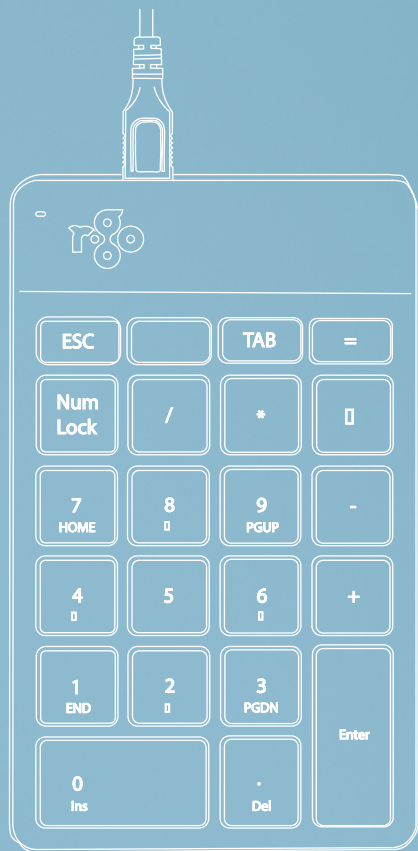 rgo
ESC TAB =
Num
Lock / * ▯
7 8 9 -
HOME ▯ PGUP
4 5 6 +
▯ ▯
1 2 3
END ▯ PGDN
Enter
0 .
Ins Del